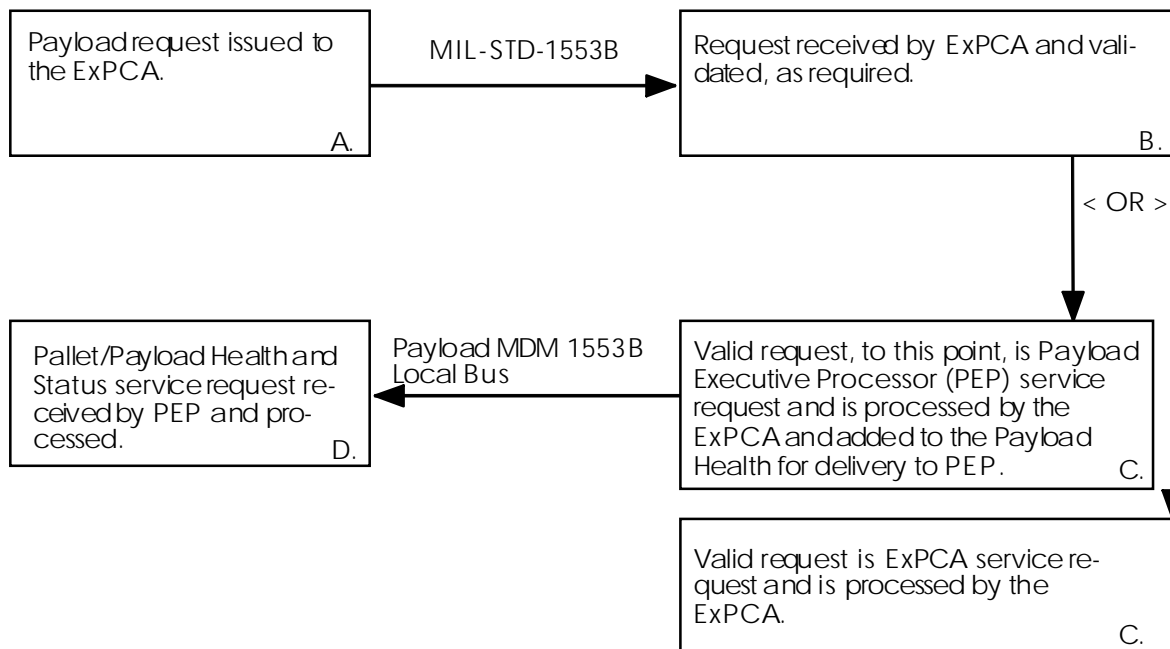 Payload request issued to
the ExPCA.
A.
MIL-STD-1553B
Request received by ExPCA and vali-
dated, as required.
B.
< OR >
Pallet/Payload Health and
Status service request re-
ceived by PEP and pro-
cessed.
D.
Payload MDM 1553B
Local Bus
Valid request, to this point, is Payload
Executive Processor (PEP) service
request and is processed by the
ExPCA and added to the Payload
Health for delivery to PEP.
C.
Valid request is ExPCA service re-
quest and is processed by the
ExPCA.
C.